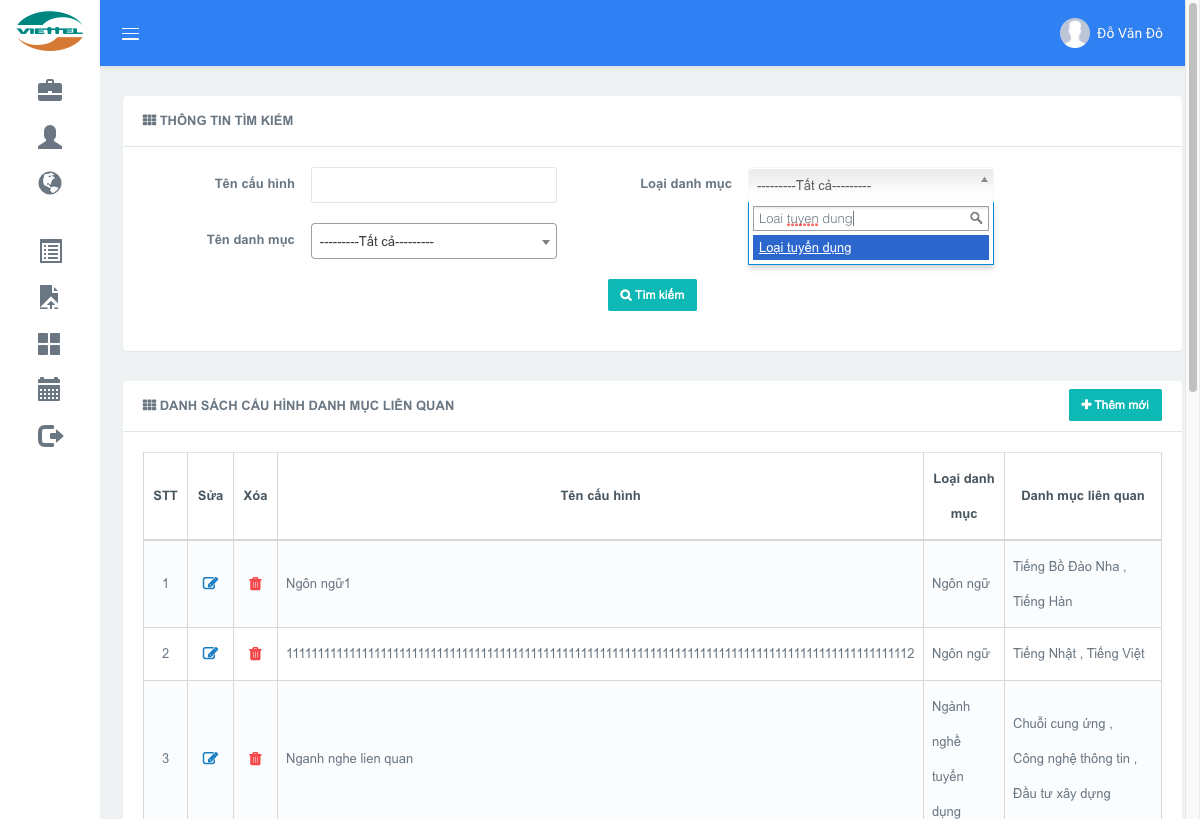 VIETTEL
Đỗ Văn Đô
THÔNG TIN TÌM KIẾM
Tên cấu hình
Loại danh mục
---------Tất cả---------
Loai tuyen dung
Loại tuyển dụng
Tên danh mục
---------Tất cả---------
Tìm kiếm
DANH SÁCH CẤU HÌNH DANH MỤC LIÊN QUAN
Thêm mới
STT Sửa Xóa Tên cấu hình Loại danh mục Danh mục liên quan
1 Ngôn ngữ1 Ngôn ngữ Tiếng Bồ Đào Nha ,
Tiếng Hàn
2
Ngôn ngữ Tiếng Nhật , Tiếng Việt
3 Nganh nghe lien quan
Ngành
nghề
tuyển
dụng
Chuỗi cung ứng ,
Công nghệ thông tin ,
Đầu tư xây dựng